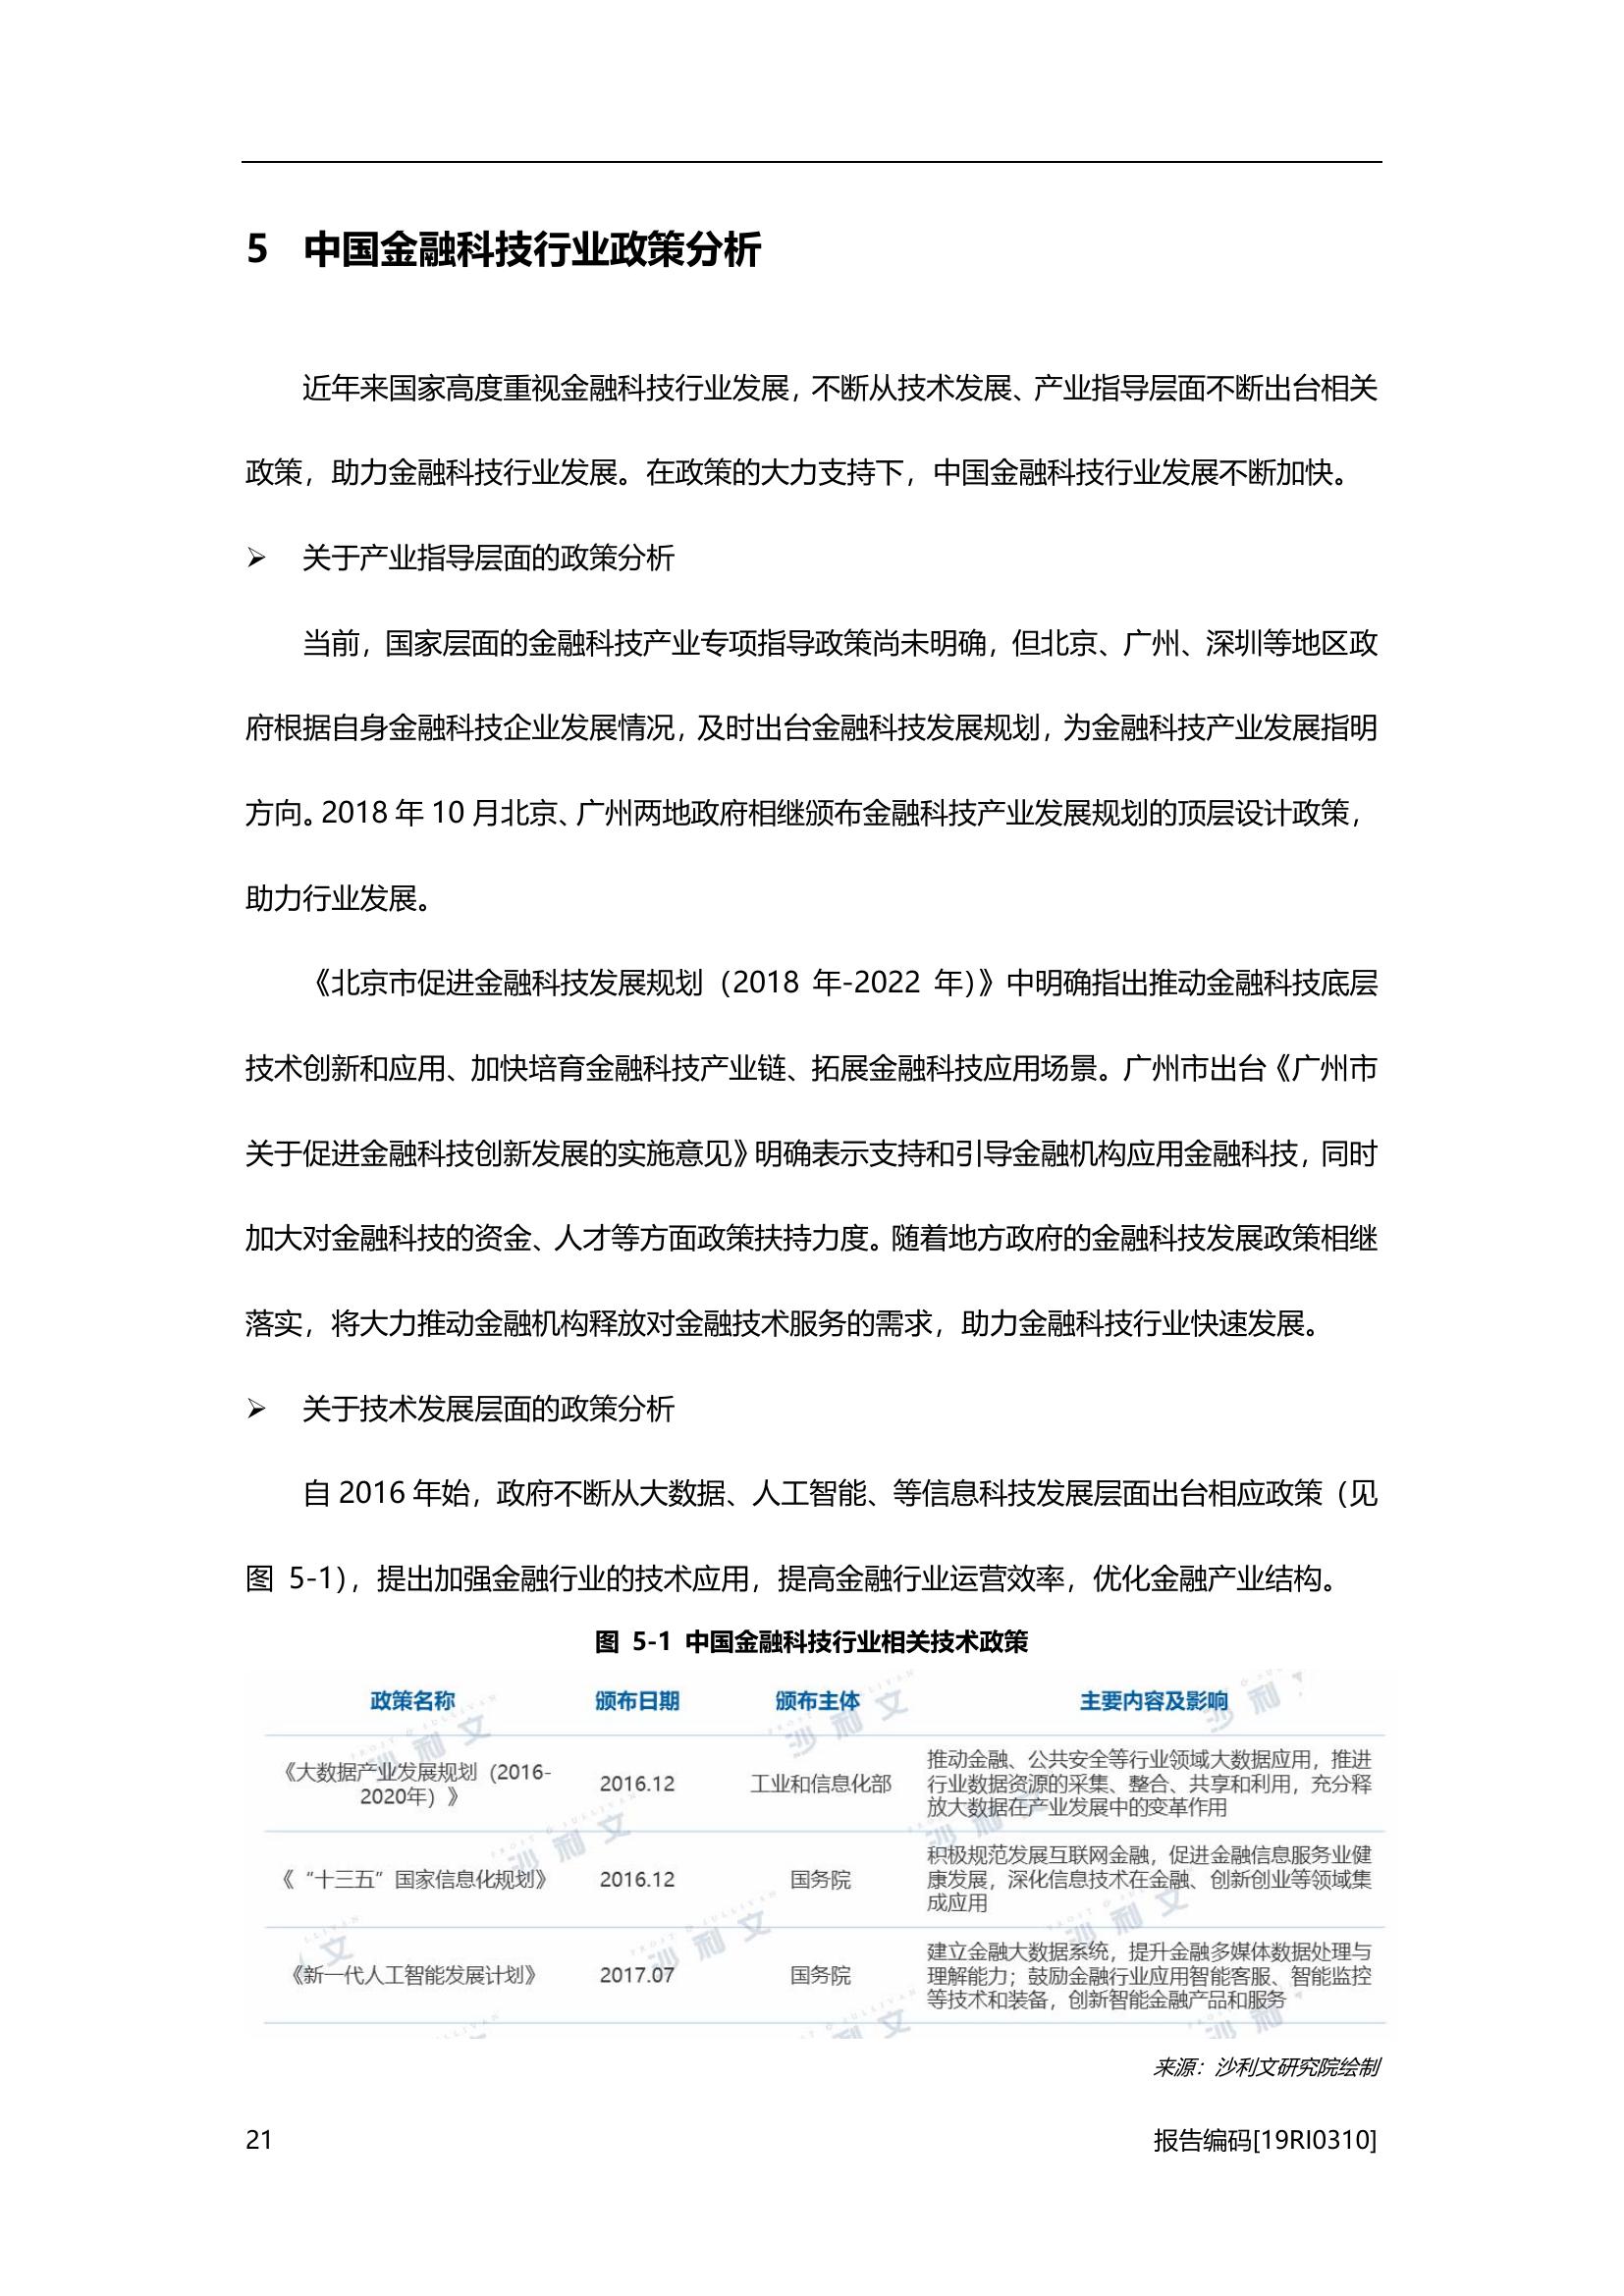 5 中国金融科技行业政策分析
近年来国家高度重视金融科技行业发展，不断从技术发展、产业指导层面不断出台相关
政策，助力金融科技行业发展。在政策的大力支持下，中国金融科技行业发展不断加快。
➢ 关于产业指导层面的政策分析
当前，国家层面的金融科技产业专项指导政策尚未明确，但北京、广州、深圳等地区政
府根据自身金融科技企业发展情况，及时出台金融科技发展规划，为金融科技产业发展指明
方向。2018 年 10 月北京、广州两地政府相继颁布金融科技产业发展规划的顶层设计政策，
助力行业发展。
《北京市促进金融科技发展规划（2018 年-2022 年）》中明确指出推动金融科技底层
技术创新和应用、加快培育金融科技产业链、拓展金融科技应用场景。广州市出台《广州市
关于促进金融科技创新发展的实施意见》明确表示支持和引导金融机构应用金融科技，同时
加大对金融科技的资金、人才等方面政策扶持力度。随着地方政府的金融科技发展政策相继
落实，将大力推动金融机构释放对金融技术服务的需求，助力金融科技行业快速发展。
➢ 关于技术发展层面的政策分析
自 2016 年始，政府不断从大数据、人工智能、等信息科技发展层面出台相应政策（见
图 5-1），提出加强金融行业的技术应用，提高金融行业运营效率，优化金融产业结构。
图 5-1 中国金融科技行业相关技术政策
政策名称 颁布日期 颁布主体 主要内容及影响
《大数据产业发展规划（2016-
2020年）》
2016.12
工业和信息化部
推动金融、公共安全等行业领域大数据应用，推进
行业数据资源的采集、整合、共享和利用，充分释
放大数据在产业发展中的变革作用
《“十三五”国家信息化规划》
2016.12
国务院
积极规范发展互联网金融，促进金融信息服务业健
康发展，深化信息技术在金融、创新创业等领域集
成应用
《新一代人工智能发展计划》
2017.07
国务院
建立金融大数据系统，提升金融多媒体数据处理与
理解能力；鼓励金融行业应用智能客服、智能监控
等技术和装备，创新智能金融产品和服务
来源：沙利文研究院绘制
21 报告编码[19RI0310]